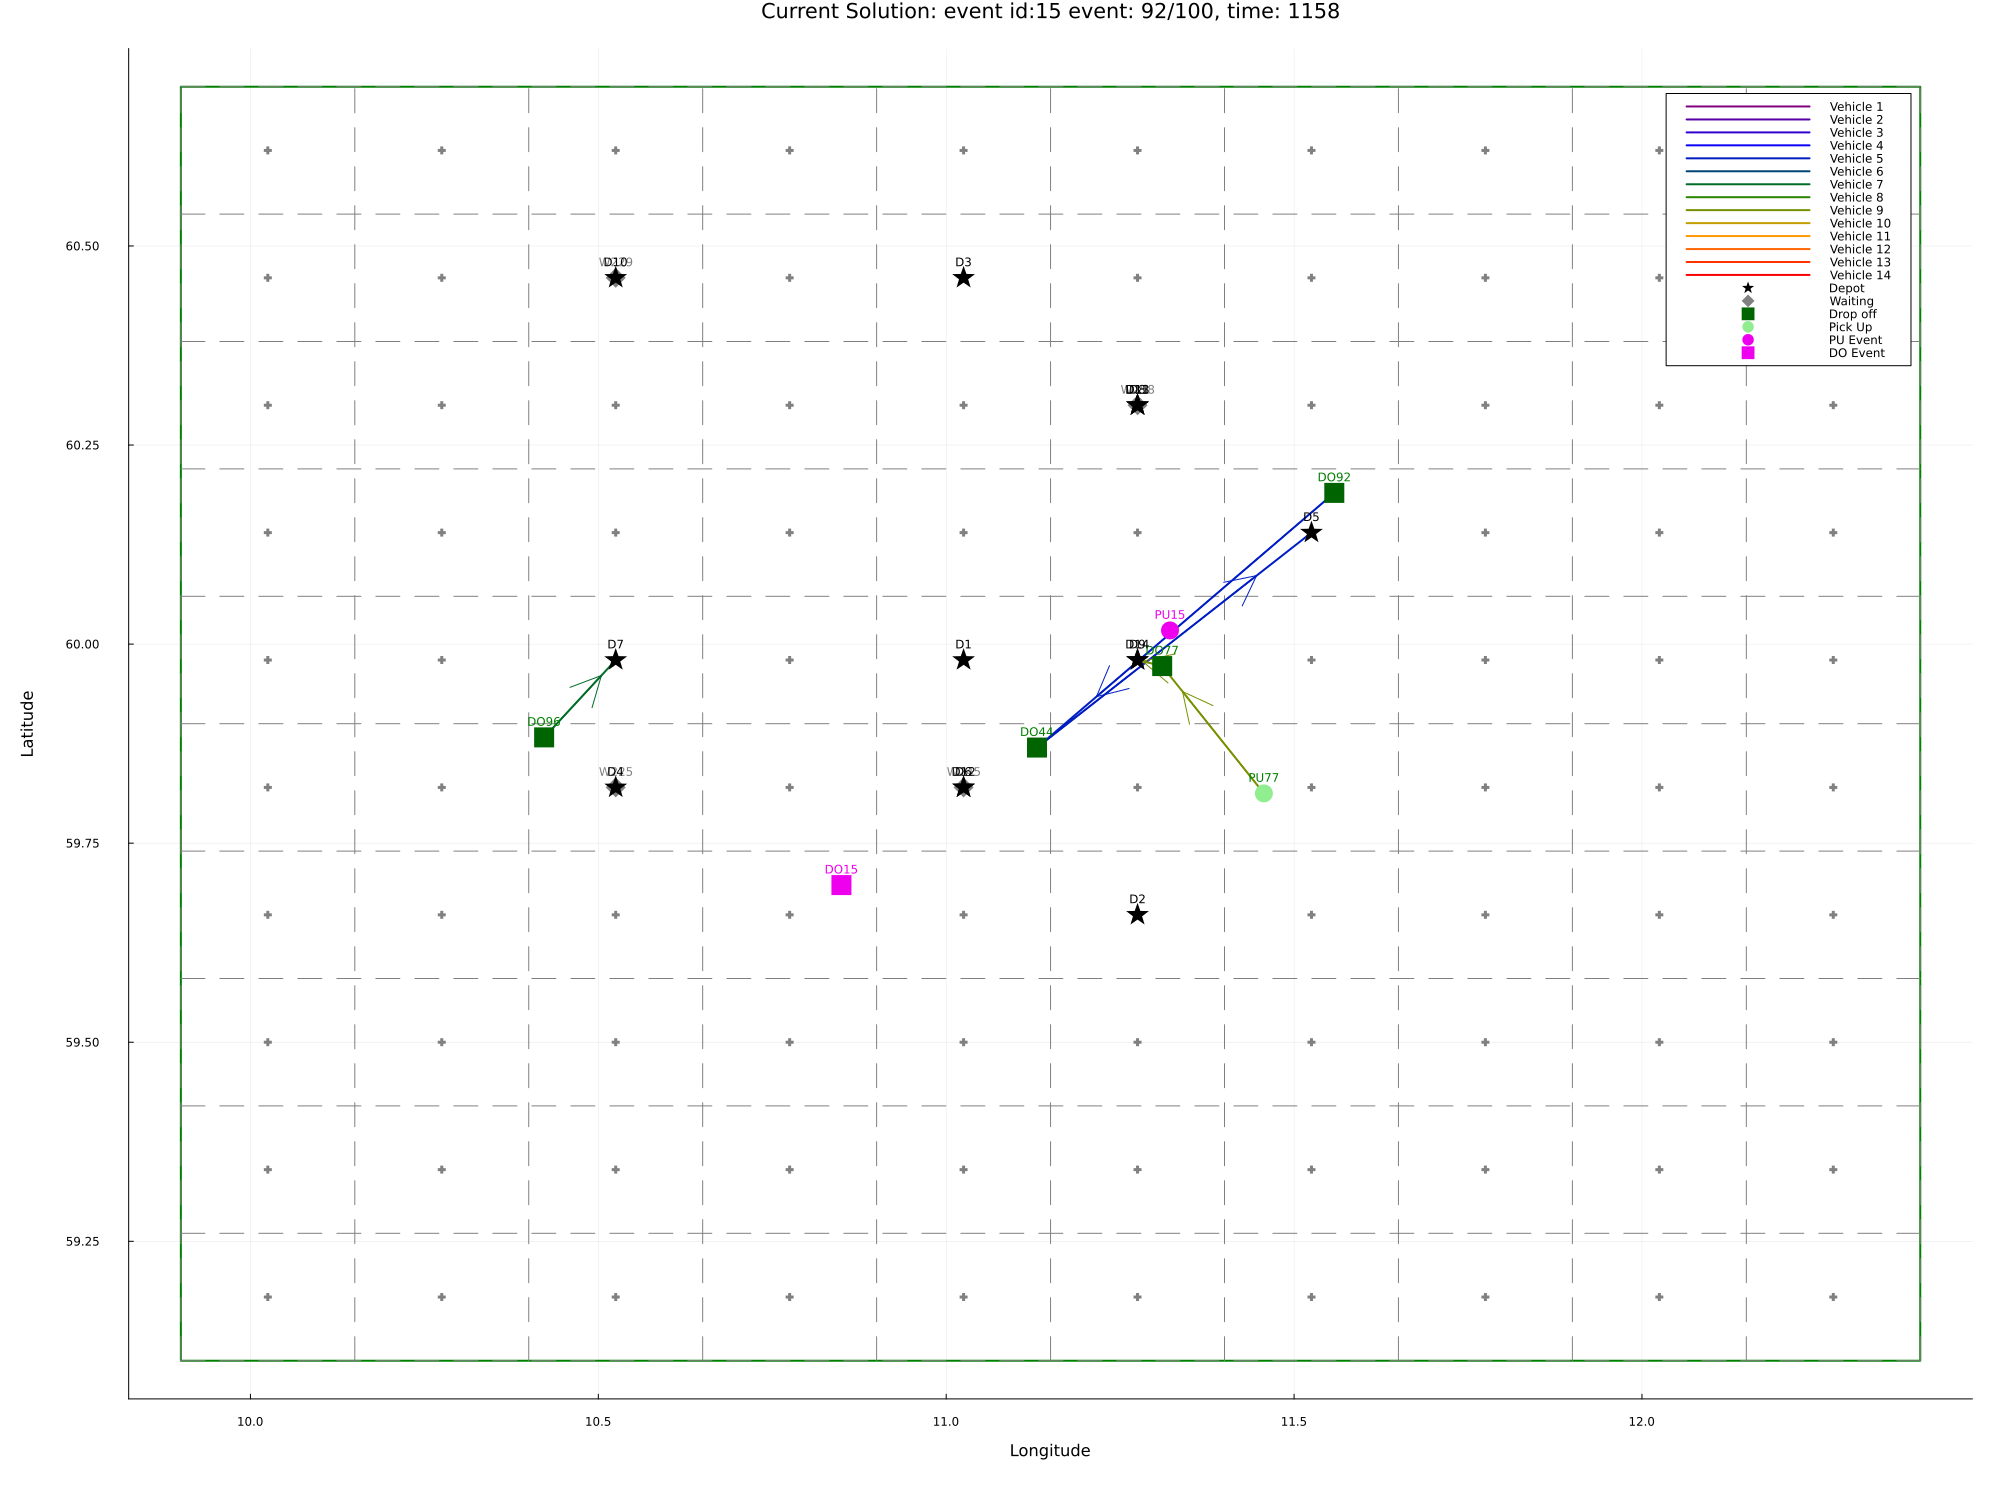 Current Solution: event id:15 event: 92/100, time: 1158
Vehicle 1
Vehicle 2
Vehicle 3
Vehicle 4
Vehicle 5
Vehicle 6
Vehicle 7
Vehicle 8
Vehicle 9
Vehicle 10
Vehicle 11
Vehicle 12
Vehicle 13
Vehicle 14
Depot
Waiting
Drop off
Pick Up
PU Event
DO Event
60.50
60.25
60.00
59.75
59.50
59.25
Latitude
D10
D3
DO92
D5
PU15
D7
D1
DO77
DO96
DO44
D4
PU77
DO15
D2
10.0
10.5
11.0
11.5
12.0
Longitude